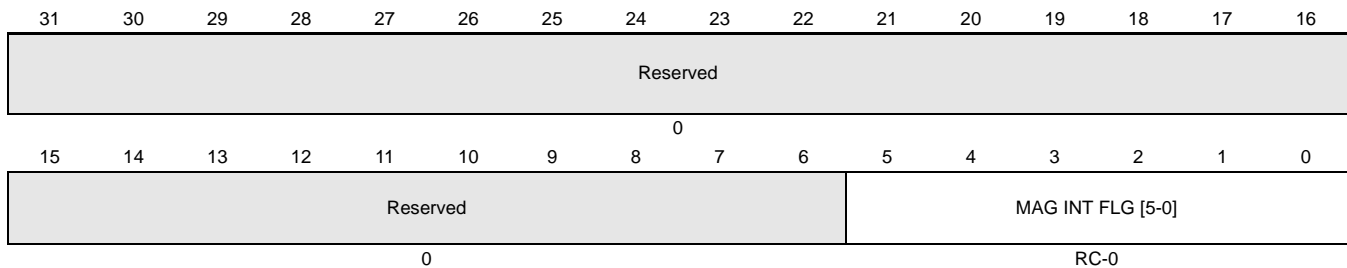 31 30 29 28 27 26 25 24 23 22 21 20 19 18 17 16
Reserved
0
15 14 13 12 11 10 9 8 7 6 5 4 3 2 1 0
Reserved MAG INT FLG [5-0]
0 RC-0